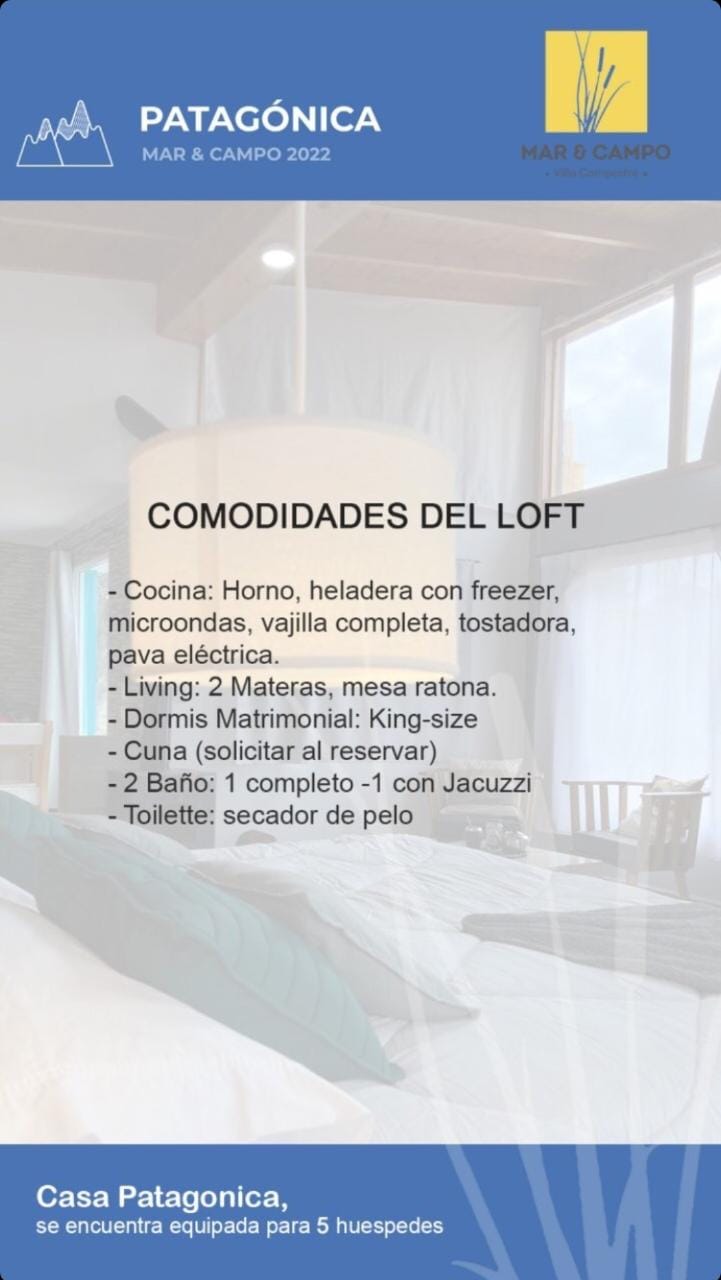 PATAGÓNICA
MAR & CAMPO 2022
MAR & CAMPO
• Villa Campestre •
COMODIDADES DEL LOFT
- Cocina: Horno, heladera con freezer,
microondas, vajilla completa, tostadora,
pava eléctrica.
- Living: 2 Materas, mesa ratona.
- Dormis Matrimonial: King-size
- Cuna (solicitar al reservar)
- 2 Baño: 1 completo -1 con Jacuzzi
- Toilette: secador de pelo
Casa Patagonica,
se encuentra equipada para 5 huespedes